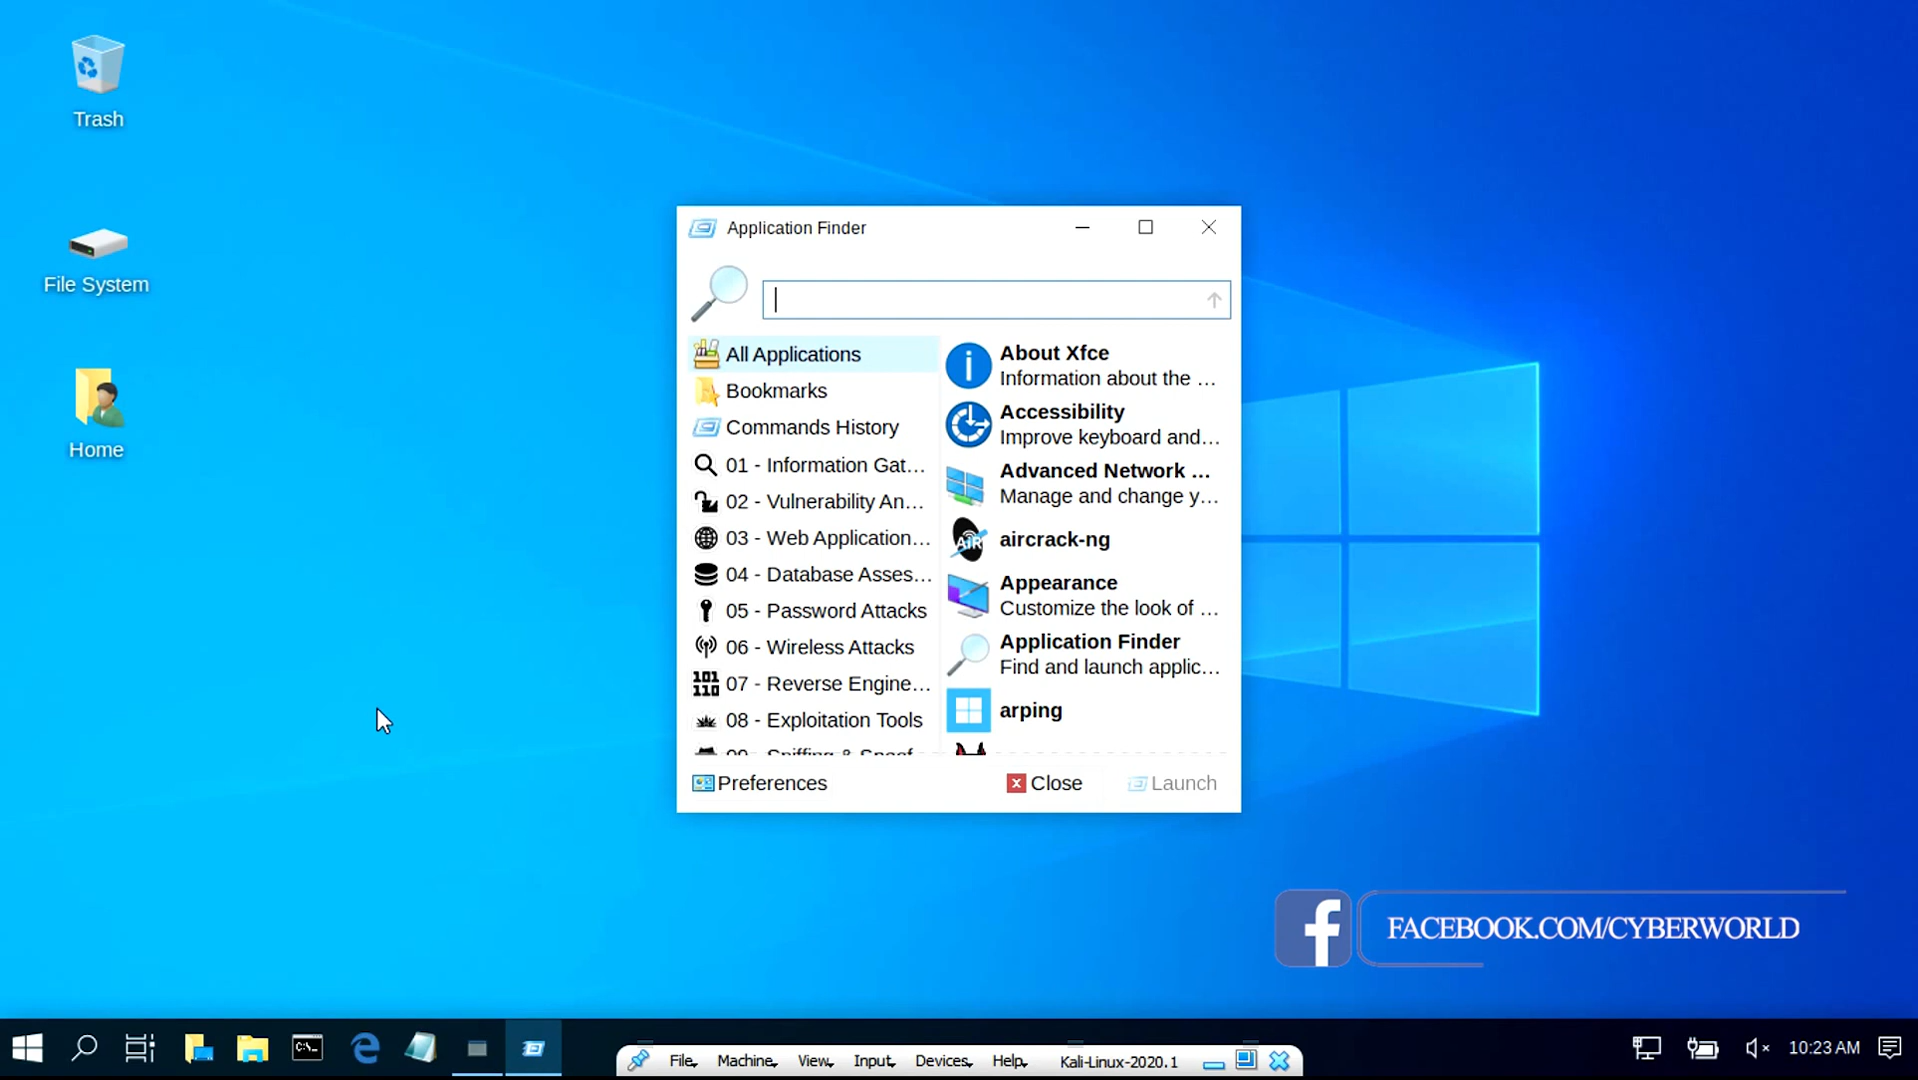 Trash
File System
Home
Application Finder
All Applications
Bookmarks
Commands History
01 - Information Gat...
02 - Vulnerability An...
03 - Web Application...
04 - Database Asses...
05 - Password Attacks
06 - Wireless Attacks
07 - Reverse Engine...
08 - Exploitation Tools
09 - Sniffing & Spoof
About Xfce
Information about the ...
Accessibility
Improve keyboard and...
Advanced Network ...
Manage and change y...
aircrack-ng
Appearance
Customize the look of ...
Application Finder
Find and launch applic...
arping
Preferences
Close
Launch
FACEBOOK.COM/CYBERWORLD
File
Machine
View
Input
Devices
Help
Kali-Linux-2020.1
10:23 AM